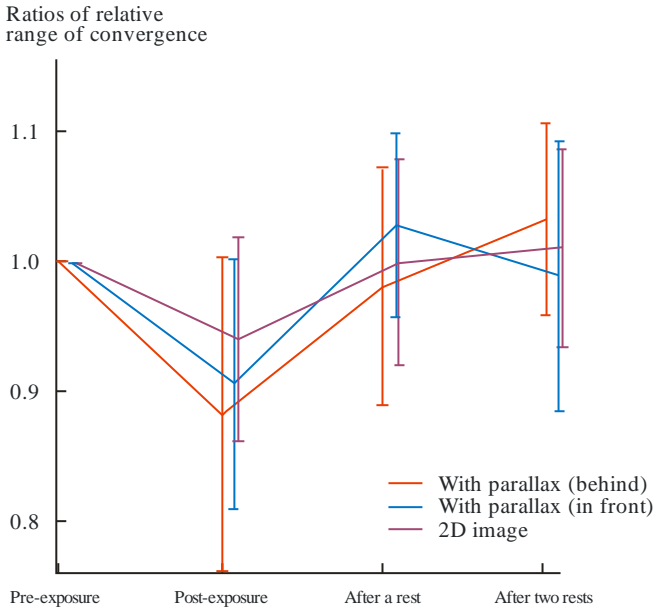 Ratios of relative
range of convergence
1.1
1.0
0.9
0.8
With parallax (behind)
With parallax (in front)
2D image
Pre-exposure Post-exposure After a rest After two rests